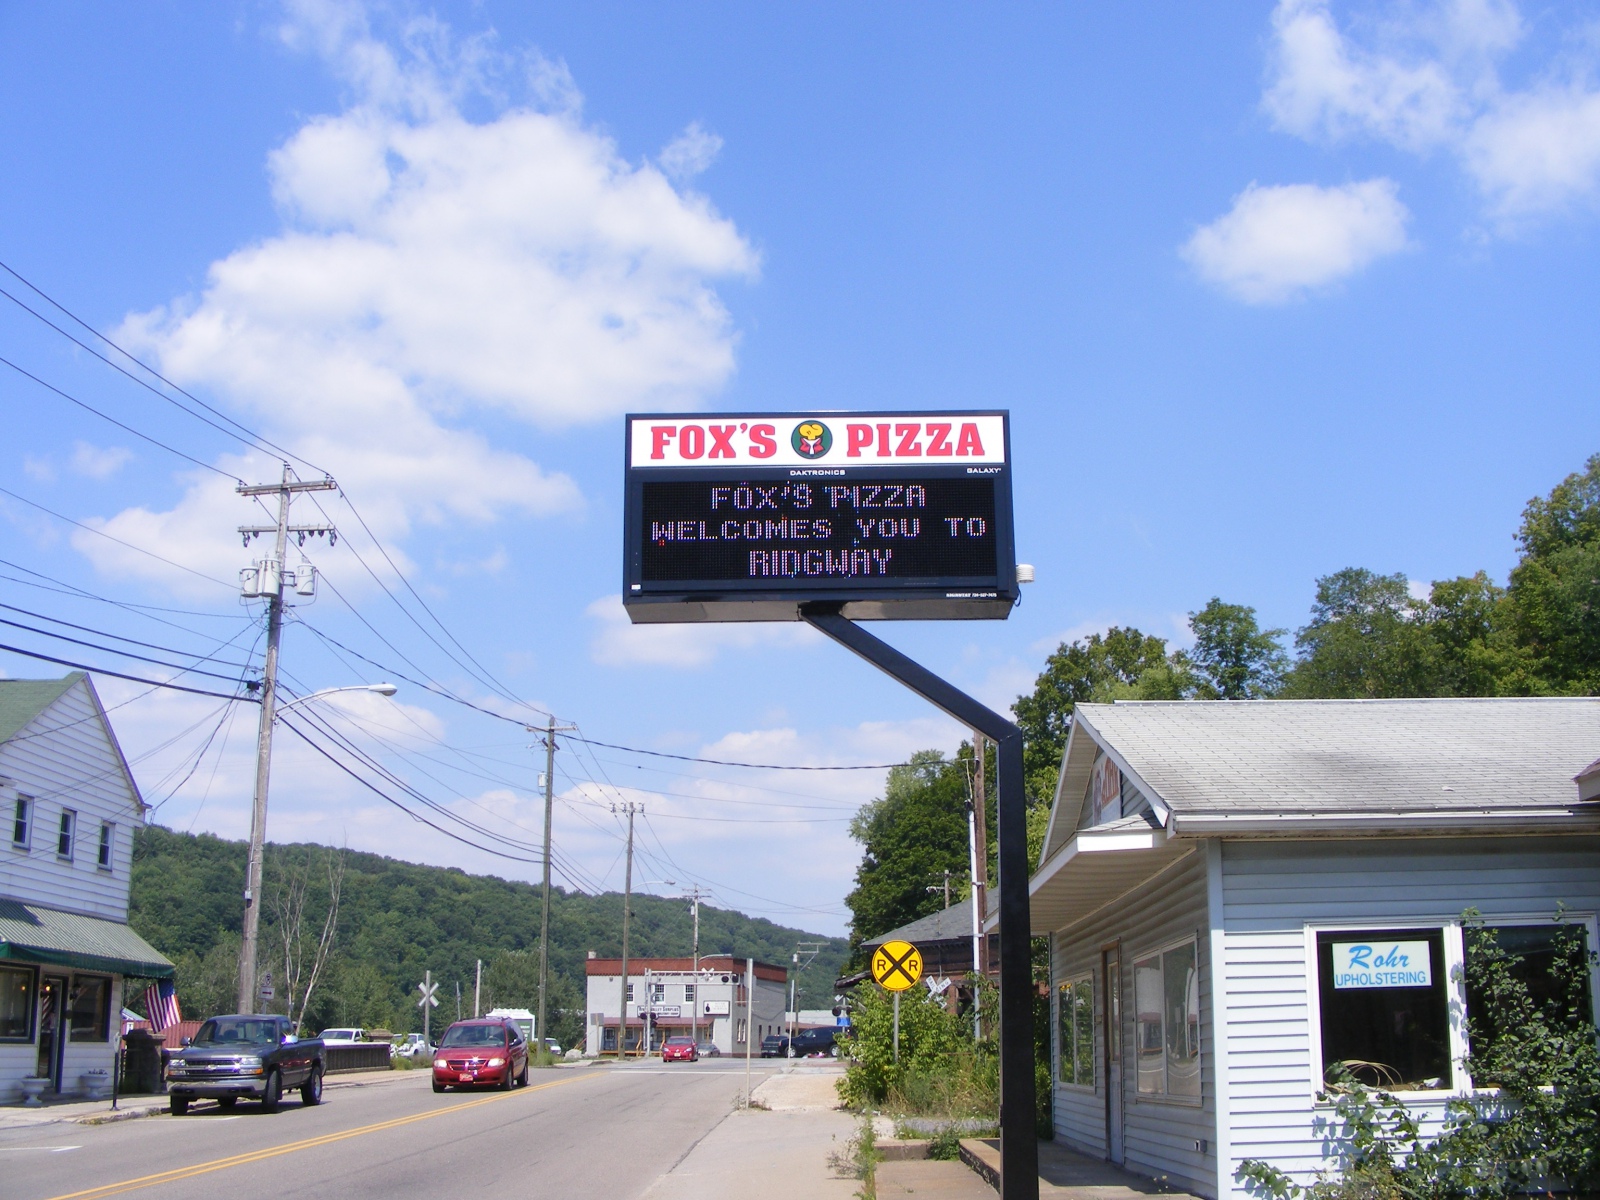 FOX'S PIZZA
DAKTRONICS GALAXY
FOX'S PIZZA
WELCOMES YOU TO
RIDGWAY
R R
Rohr
UPHOLSTERING